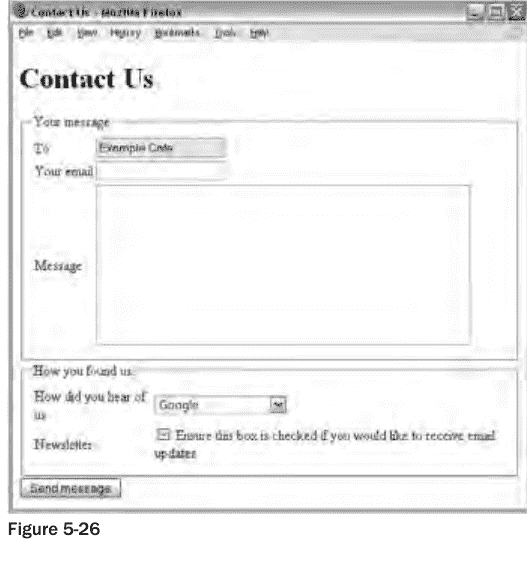 Contact Us - Mozilla Firefox
File Edit View History Bookmarks Tools Help
Contact Us
Your message
To Example Cafe
Your email
Message
How you found us
How did you hear of
us
Google
Newsletter
Ensure this box is checked if you would like to receive email
updates
Send message
Figure 5-26